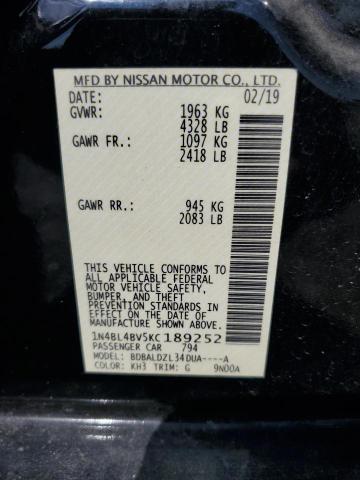 MFD BY NISSAN MOTOR CO., LTD.
DATE: 02/19
GVWR: 1963 KG
4328 LB
GAWR FR: 1097 KG
2418 LB
GAWR RR: 945 KG
2083 LB
THIS VEHICLE CONFORMS TO
ALL APPLICABLE FEDERAL
MOTOR VEHICLE SAFETY,
BUMPER, AND THEFT
PREVENTION STANDARDS IN
EFFECT ON THE DATE OF
MANUFACTURE SHOWN ABOVE.
1N4BL4BV5KC189252
PASSENGER CAR 794
MODEL: BDBALDZL34DUA----A
COLOR: KH3 TRIM: G 9N00A